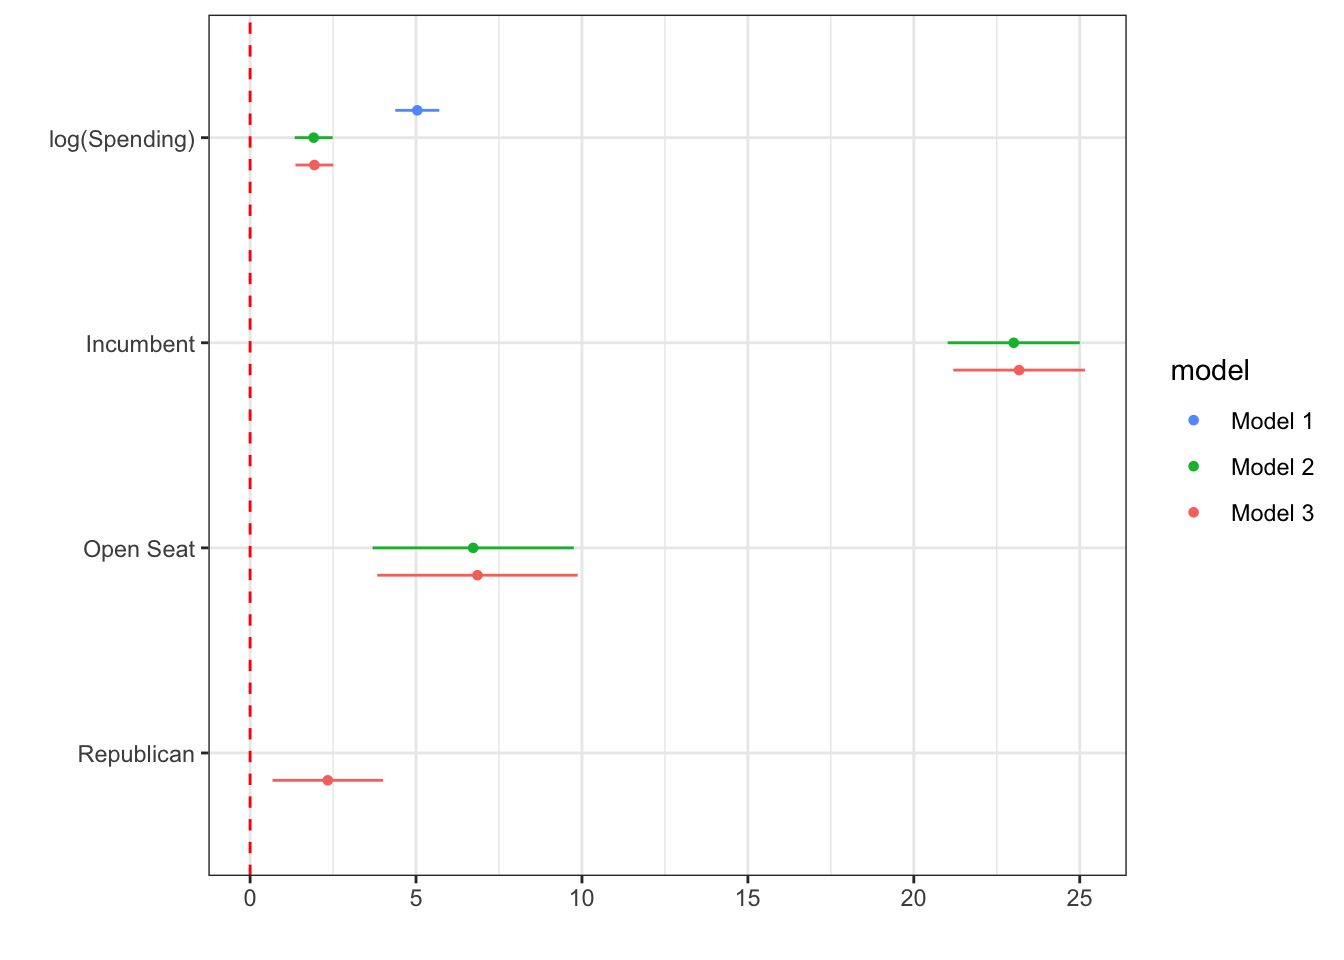 log(Spending)
Incumbent
Open Seat
Republican
0 5 10 15 20 25
model
Model 1
Model 2
Model 3